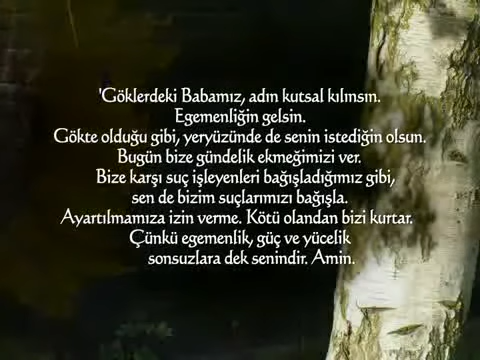 'Göklerdeki Babamız, adın kutsal kılınsın.
Egemenliğin gelsin.
Gökte olduğu gibi, yeryüzünde de senin istediğin olsun.
Bugün bize gündelik ekmeğimizi ver.
Bize karşı suç işleyenleri bağışladığımız gibi,
sen de bizim suçlarımızı bağışla.
Ayartılmamıza izin verme. Kötü olandan bizi kurtar.
Çünkü egemenlik, güç ve yücelik
sonsuzlara dek senindir. Amin.